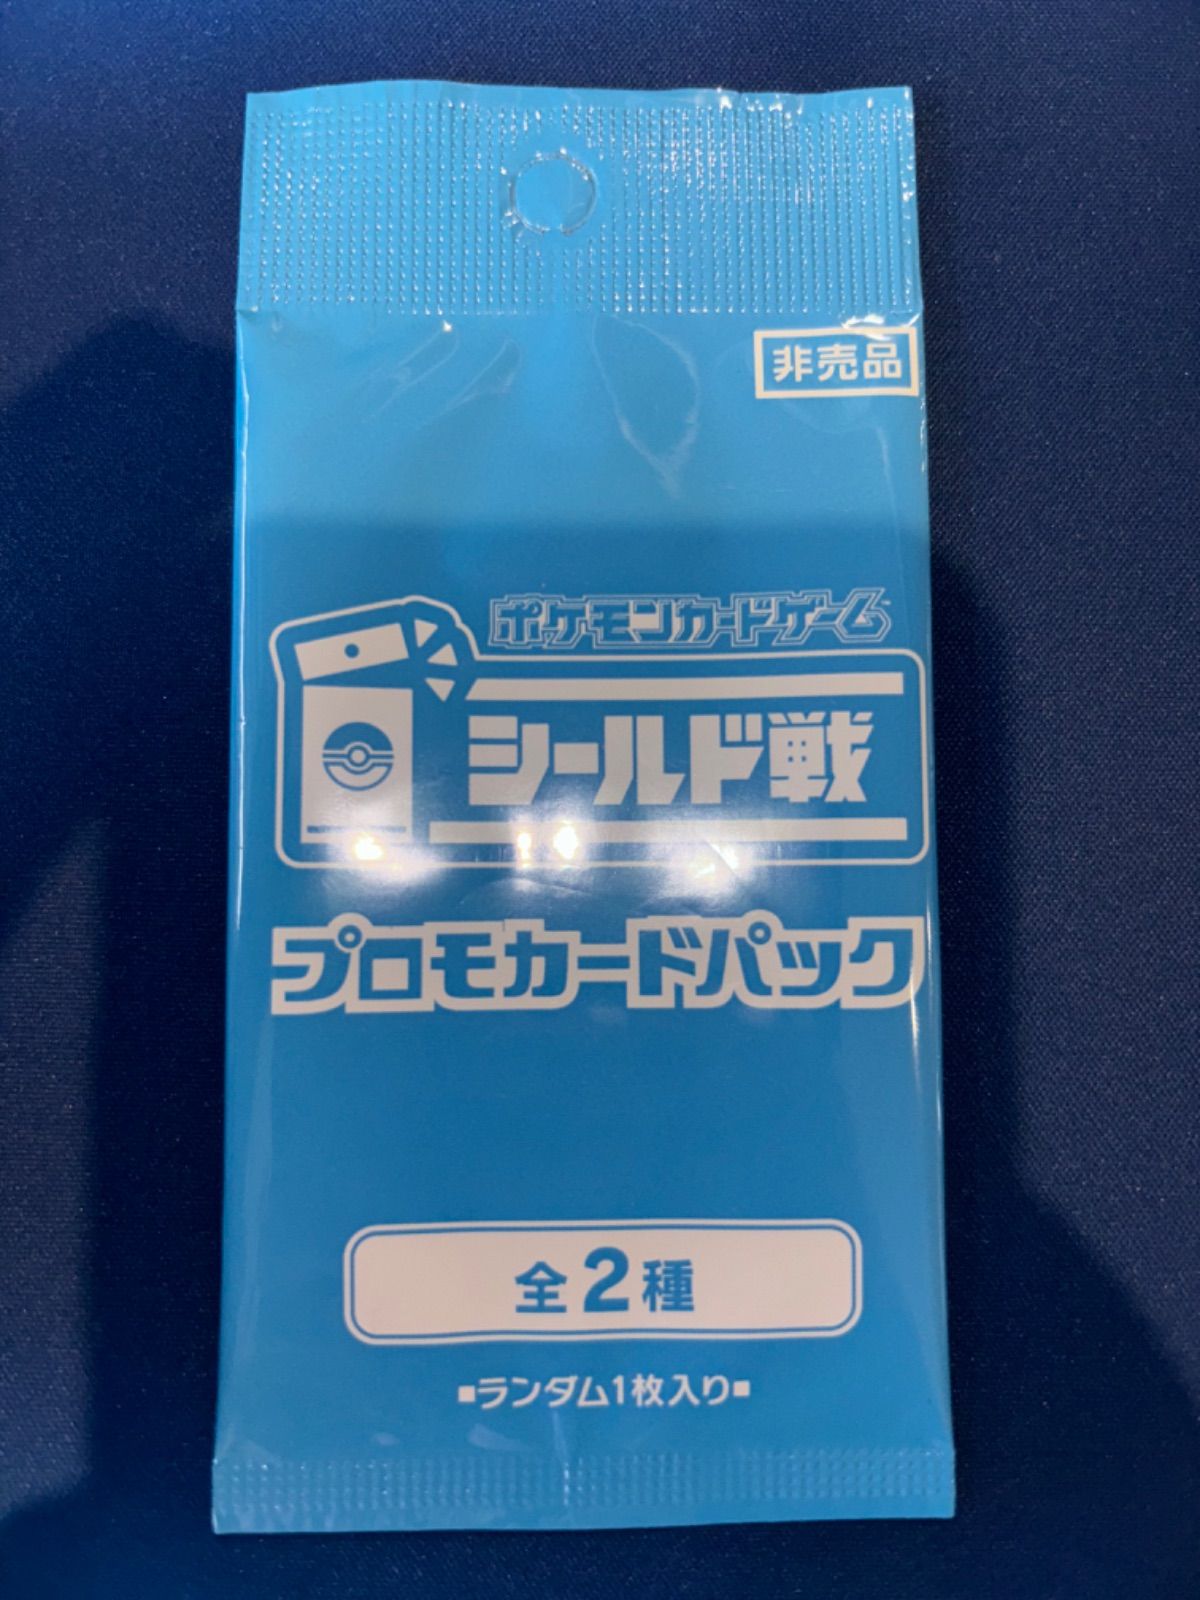 非売品
ポケモンカードゲーム
シールド戦
プロモカードパック
全2種
■ランダム1枚入り■